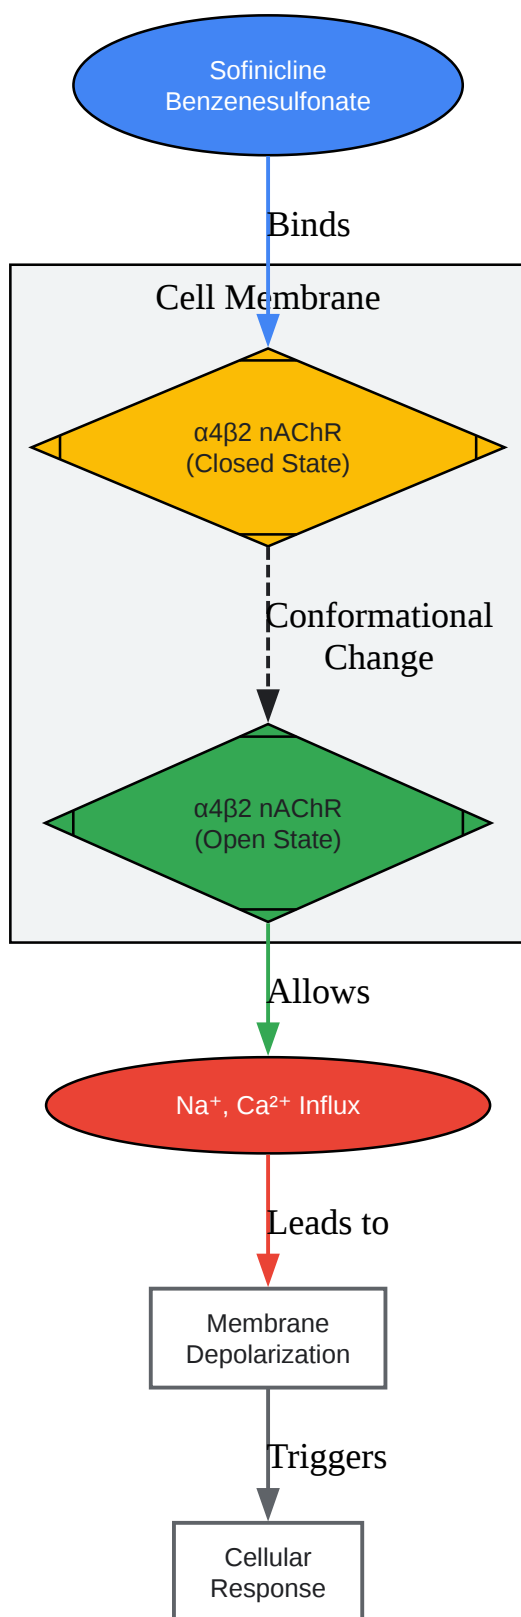 Sofinicline
Benzenesulfonate
Binds
Cell Membrane
α4β2 nAChR
(Closed State)
Conformational
Change
α4β2 nAChR
(Open State)
Allows
Na⁺, Ca²⁺ Influx
Leads to
Membrane
Depolarization
Triggers
Cellular
Response